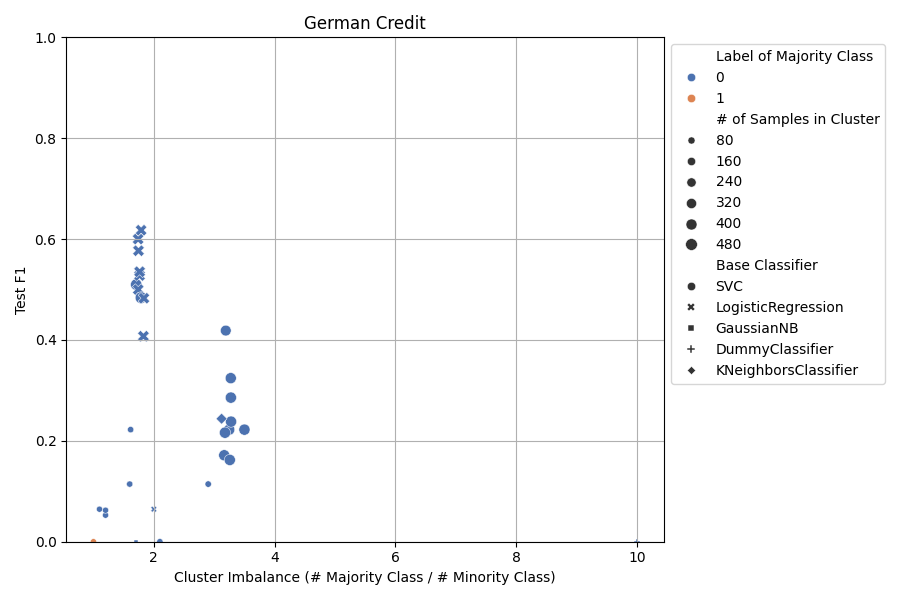 German Credit
1.0
0.8
0.6
0.4
0.2
0.0
Test F1
2
4
6
8
10
Cluster Imbalance (# Majority Class / # Minority Class)
Label of Majority Class
0
1
# of Samples in Cluster
80
160
240
320
400
480
Base Classifier
SVC
LogisticRegression
GaussianNB
DummyClassifier
KNeighborsClassifier